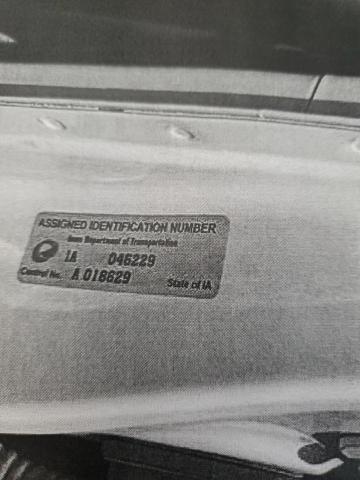 ASSIGNED IDENTIFICATION NUMBER
Iowa Department of Transportation
IA 046229
Control No. A 018629
State of IA